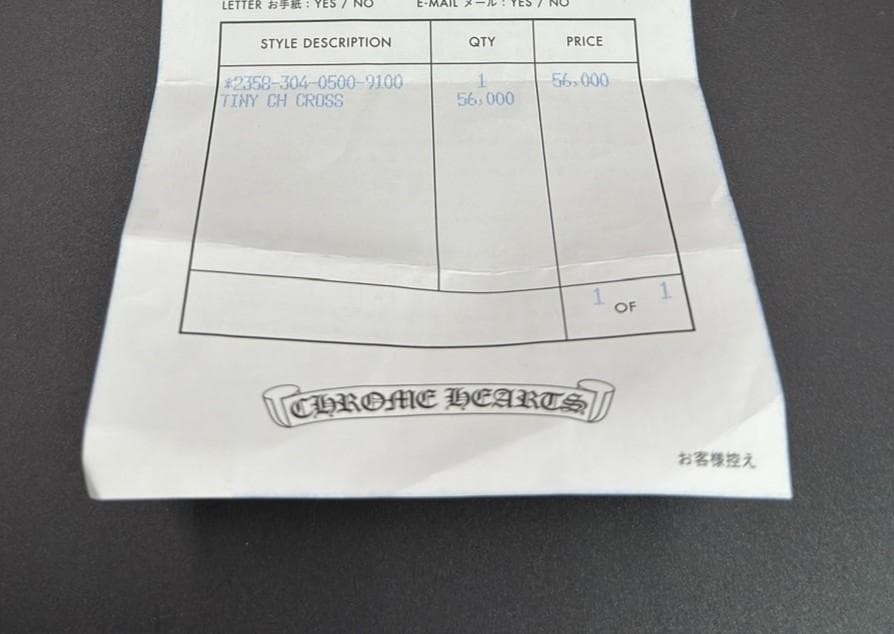 LETTER お手紙 : YES / NO E-MAIL メール : YES / NO
STYLE DESCRIPTION QTY PRICE
*2358-304-0500-9100 1 56,000
TINY CH CROSS 56,000
1 OF 1
CHROME HEARTS
お客様控え